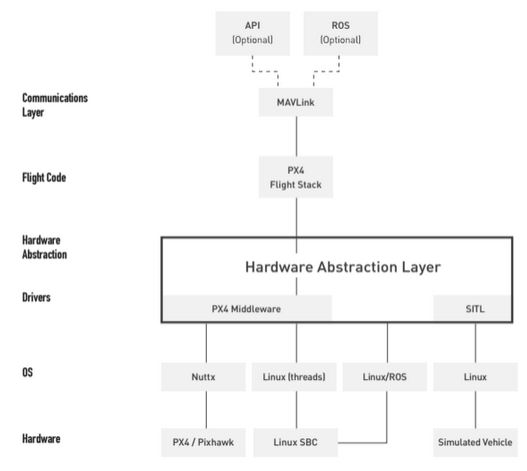 API
(Optional)
ROS
(Optional)
Communications
Layer
MAVLink
Flight Code
PX4
Flight Stack
Hardware
Abstraction
Hardware Abstraction Layer
Drivers
PX4 Middleware
SITL
OS
Nuttx
Linux (threads)
Linux/ROS
Linux
Hardware
PX4 / Pixhawk
Linux SBC
Simulated Vehicle